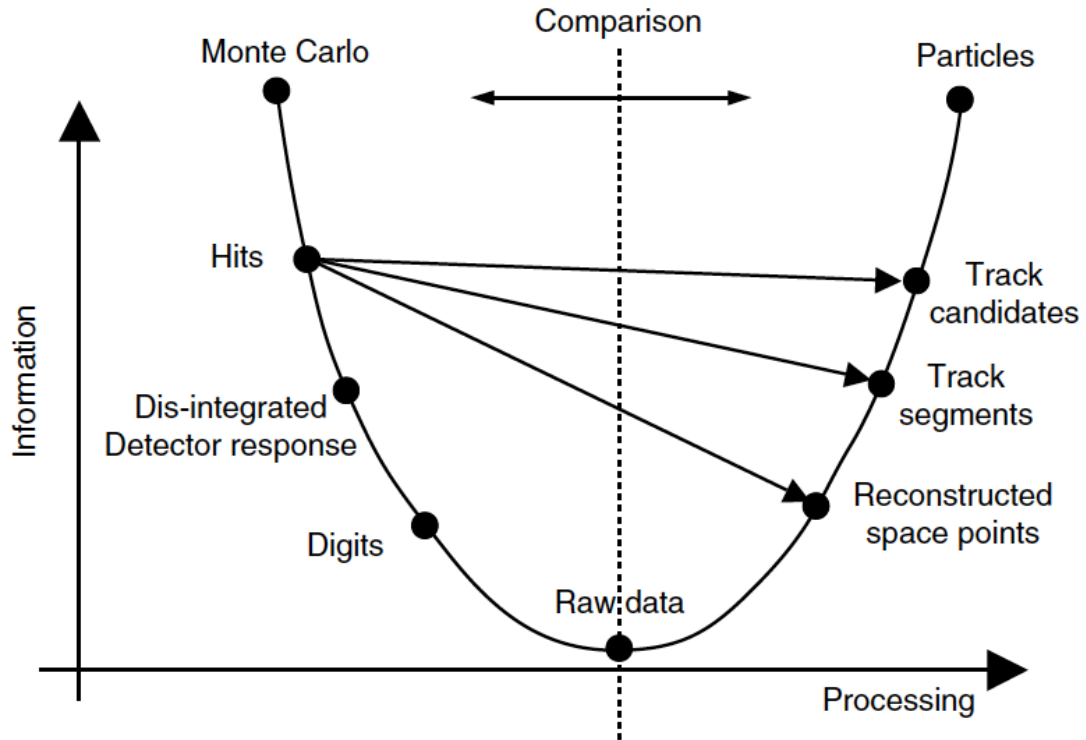 Comparison
Monte Carlo
Particles
Hits
Track
candidates
Information
Dis-integrated
Detector response
Track
segments
Digits
Reconstructed
space points
Raw data
Processing